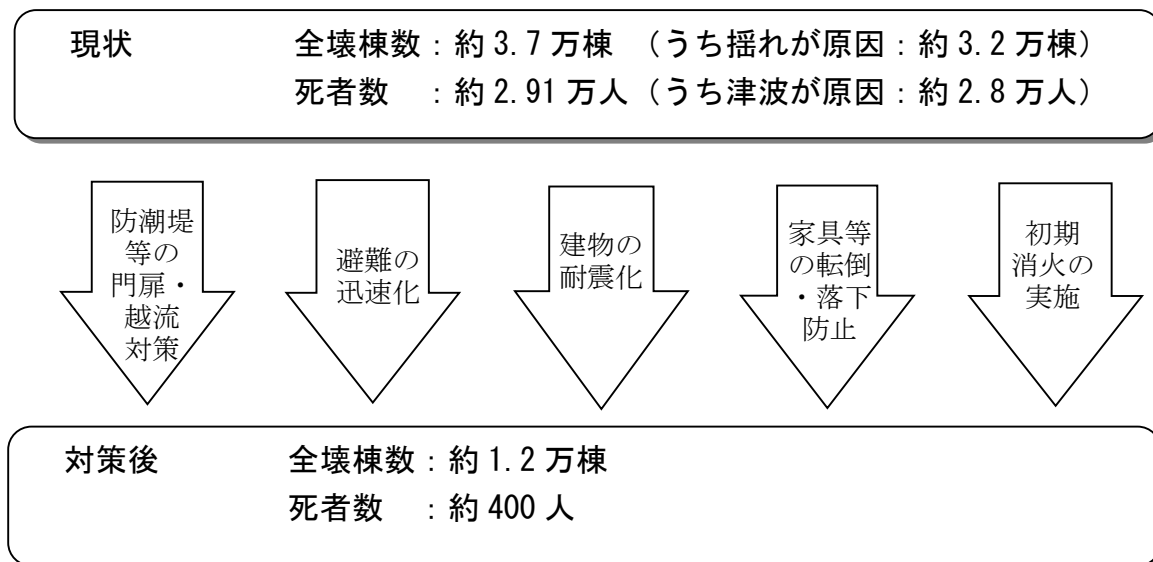 現状　全壊棟数：約 3.7 万棟 （うち揺れが原因：約 3.2 万棟）
死者数　：約 2.91 万人（うち津波が原因：約 2.8 万人）
防潮堤
等の
門扉・
越流
対策
避難の
迅速化
建物の
耐震化
家具等
の転倒
・落下
防止
初期
消火の
実施
対策後　全壊棟数：約 1.2 万棟
死者数　：約 400 人